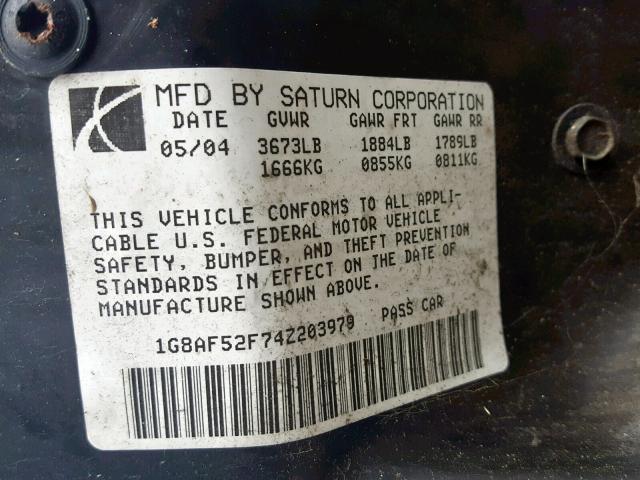 MFD BY SATURN CORPORATION
DATE GVWR GAWR FRT GAWR RR
05/04 3673LB 1884LB 1789LB
1666KG 0855KG 0811KG
THIS VEHICLE CONFORMS TO ALL APPLI-
CABLE U.S. FEDERAL MOTOR VEHICLE
SAFETY, BUMPER, AND THEFT PREVENTION
STANDARDS IN EFFECT ON THE DATE OF
MANUFACTURE SHOWN ABOVE.
1G8AF52F74Z203979 PASS CAR